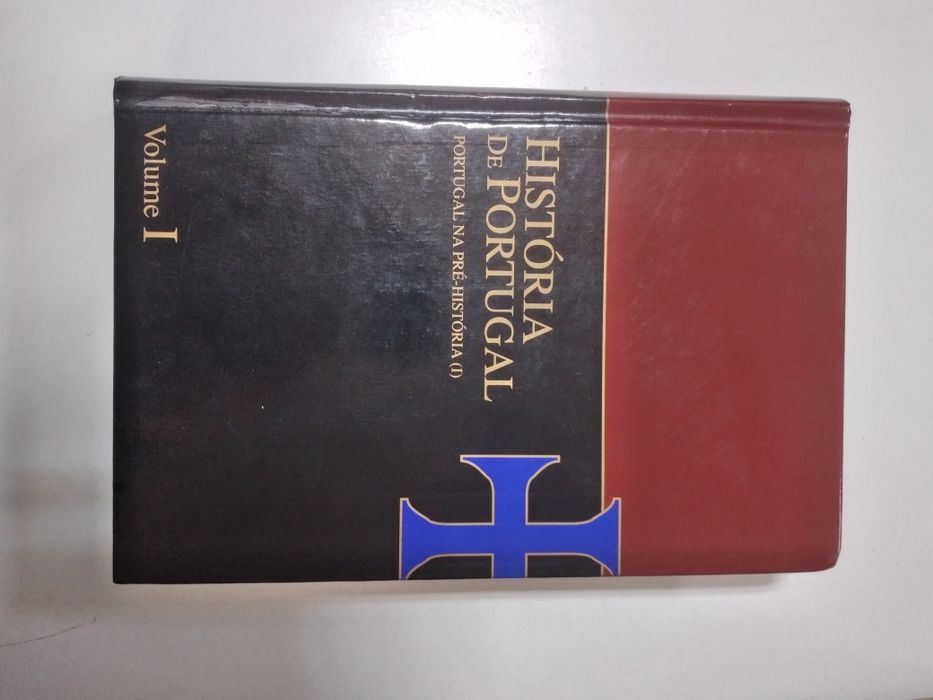 HISTÓRIA
DE PORTUGAL
PORTUGAL NA PRÉ-HISTÓRIA (I)
Volume I